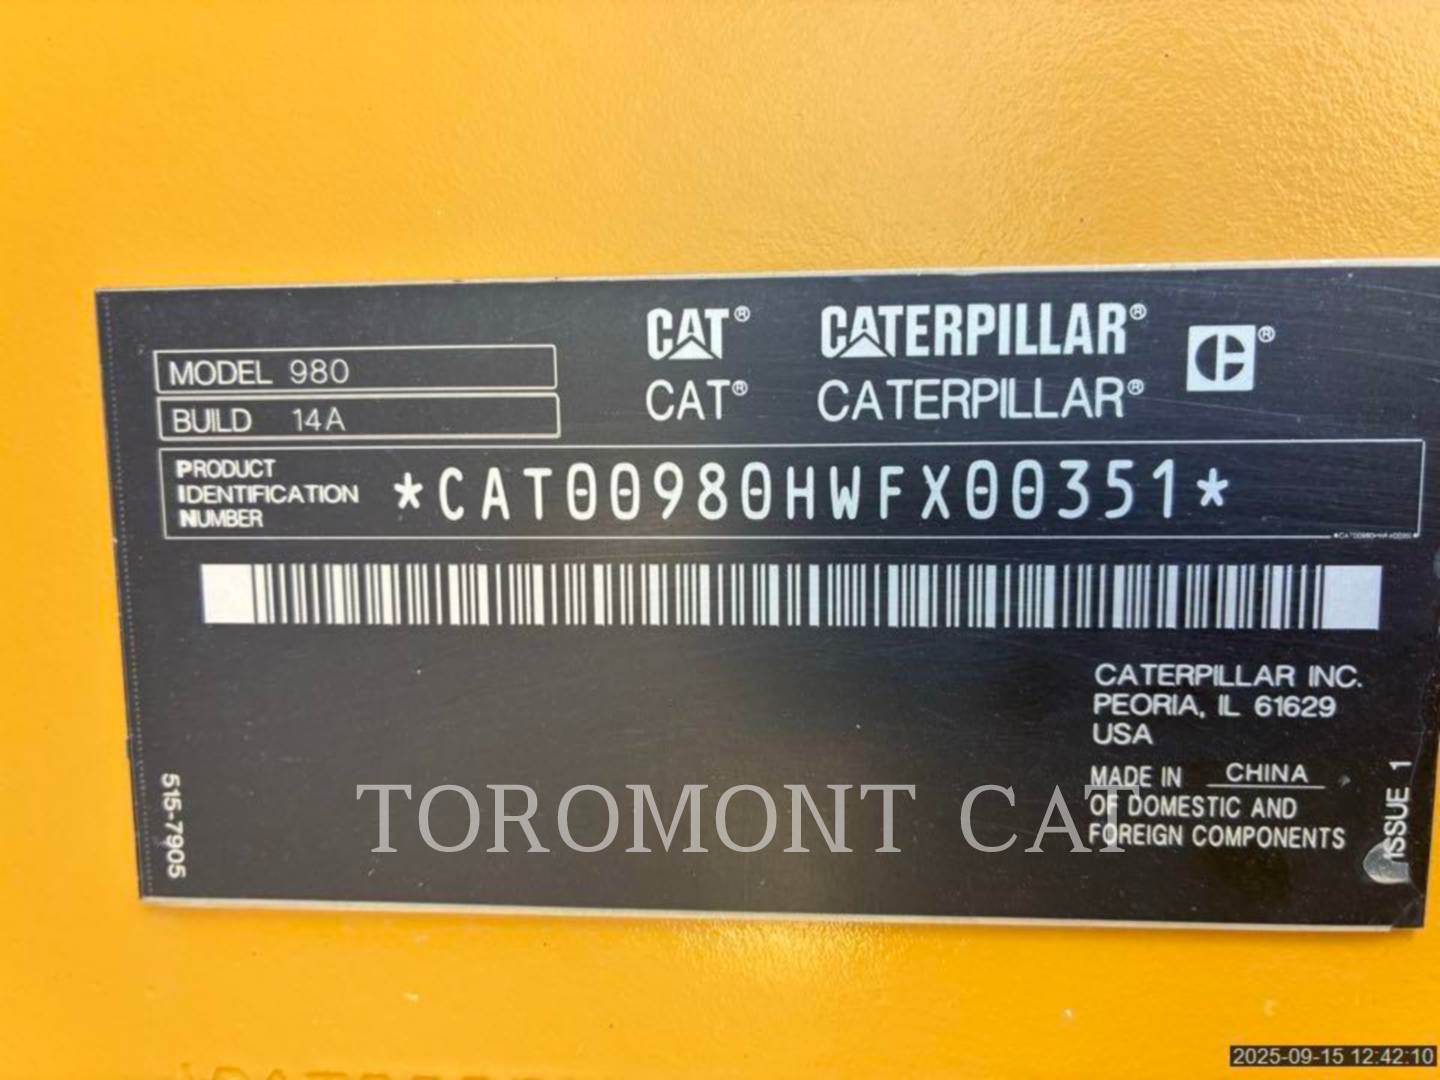 CAT® CATERPILLAR® ®
CAT® CATERPILLAR®
MODEL 980
BUILD 14A
PRODUCT
IDENTIFICATION
NUMBER
*CAT00980HWFX00351*
CATERPILLAR INC.
PEORIA, IL 61629
USA
MADE IN CHINA
OF DOMESTIC AND
FOREIGN COMPONENTS
515-7905
ISSUE 1
TOROMONT CAT
2025-09-15 12:42:10